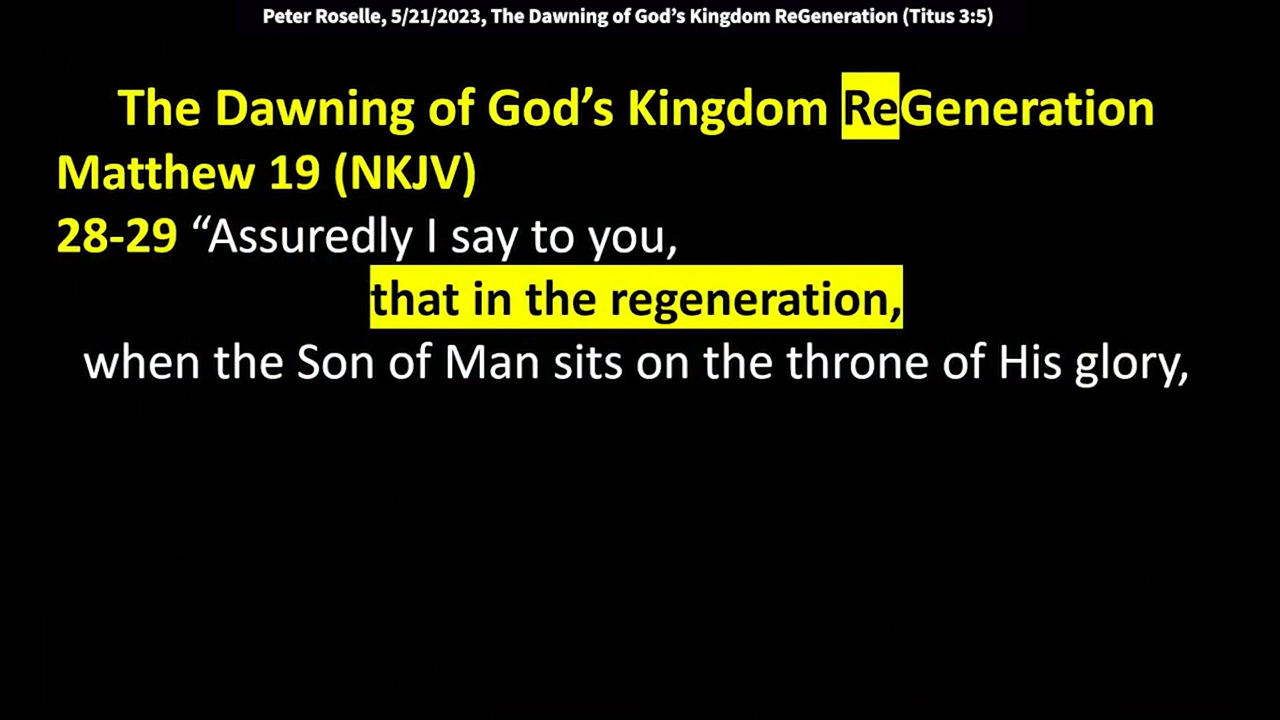 Peter Roselle, 5/21/2023, The Dawning of God’s Kingdom ReGeneration (Titus 3:5)
The Dawning of God’s Kingdom ReGeneration
Matthew 19 (NKJV)
28-29 “Assuredly I say to you,
that in the regeneration,
when the Son of Man sits on the throne of His glory,